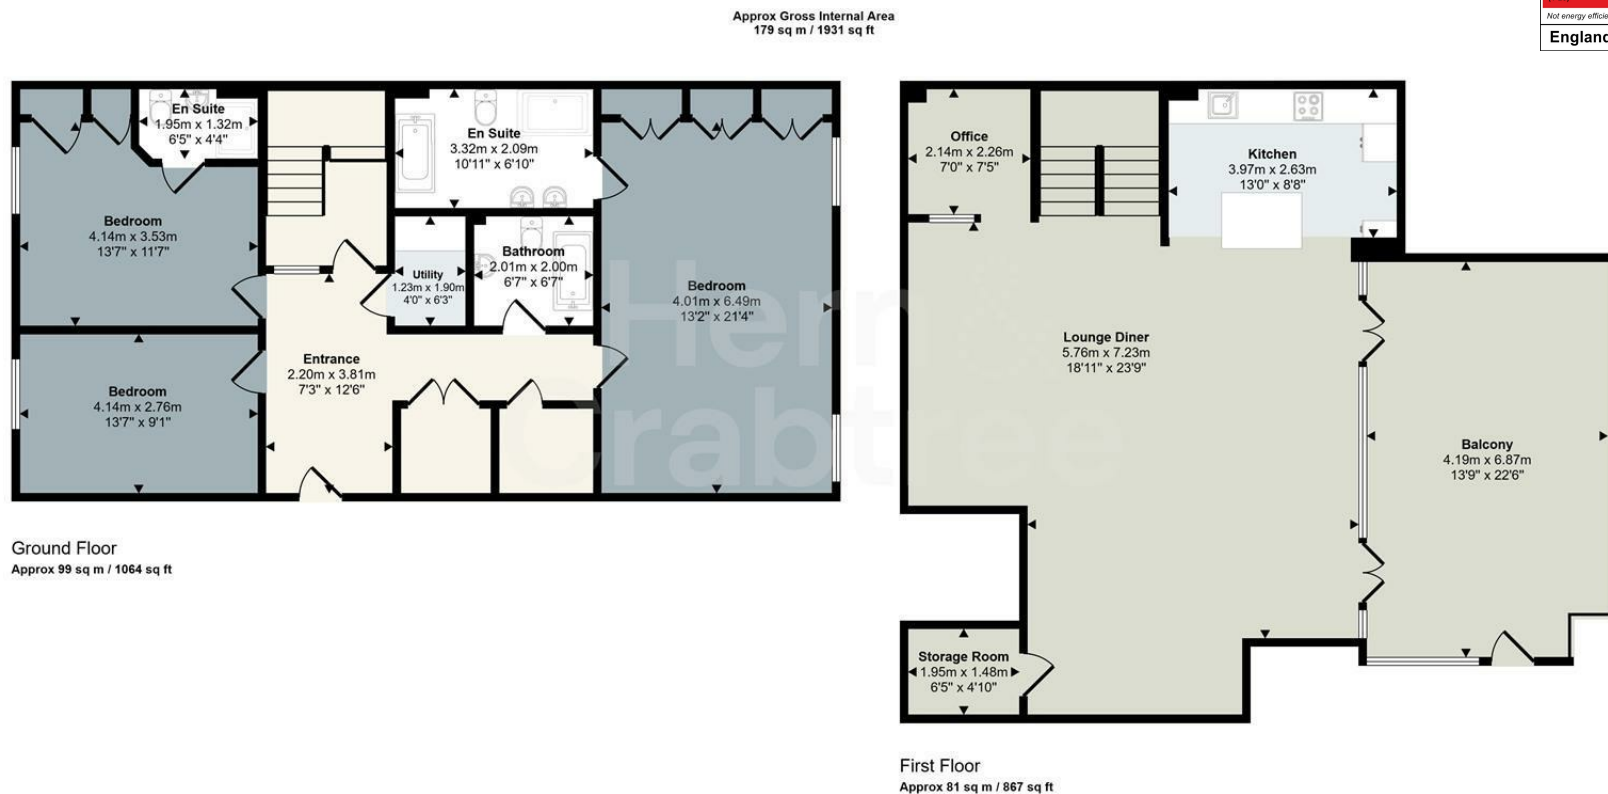 Approx Gross Internal Area
179 sq m / 1931 sq ft
Not energy efficie
England
En Suite
1.95m x 1.32m
6'5" x 4'4"
En Suite
3.32m x 2.09m
10'11" x 6'10"
Bedroom
4.14m x 3.53m
13'7" x 11'7"
Utility
1.23m x 1.90m
4'0" x 6'3"
Bathroom
2.01m x 2.00m
6'7" x 6'7"
Bedroom
4.01m x 6.49m
13'2" x 21'4"
Entrance
2.20m x 3.81m
7'3" x 12'6"
Bedroom
4.14m x 2.76m
13'7" x 9'1"
Ground Floor
Approx 99 sq m / 1064 sq ft
Office
2.14m x 2.26m
7'0" x 7'5"
Kitchen
3.97m x 2.63m
13'0" x 8'8"
Lounge Diner
5.76m x 7.23m
18'11" x 23'9"
Balcony
4.19m x 6.87m
13'9" x 22'6"
Storage Room
1.95m x 1.48m
6'5" x 4'10"
First Floor
Approx 81 sq m / 867 sq ft
Hern
Crabtree